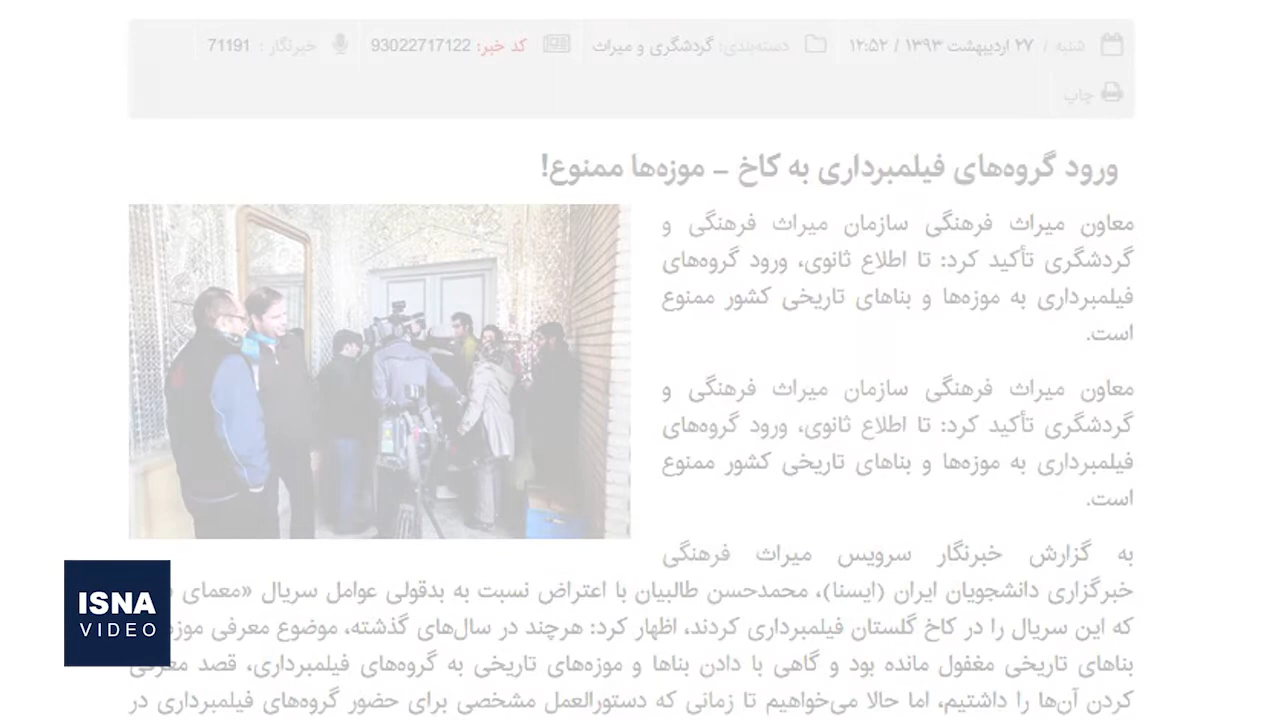 شنبه / ۲۷ اردیبهشت ۱۳۹۳ / ۱۲:۵۲ دسته‌بندی: گردشگری و میراث کد خبر: 93022717122 خبرنگار : 71191
چاپ
ورود گروه‌های فیلمبرداری به کاخ - موزه‌ها ممنوع!
معاون میراث فرهنگی سازمان میراث فرهنگی و
گردشگری تأکید کرد: تا اطلاع ثانوی، ورود گروه‌های
فیلمبرداری به موزه‌ها و بناهای تاریخی کشور ممنوع
است.
معاون میراث فرهنگی سازمان میراث فرهنگی و
گردشگری تأکید کرد: تا اطلاع ثانوی، ورود گروه‌های
فیلمبرداری به موزه‌ها و بناهای تاریخی کشور ممنوع
است.
به گزارش خبرنگار سرویس میراث فرهنگی
خبرگزاری دانشجویان ایران (ایسنا)، محمدحسن طالبیان با اعتراض نسبت به بدقولی عوامل سریال «معمای
که این سریال را در کاخ گلستان فیلمبرداری کردند، اظهار کرد: هرچند در سال‌های گذشته، موضوع معرفی
بناهای تاریخی مغفول مانده بود و گاهی با دادن بناها و موزه‌های تاریخی به گروه‌های فیلمبرداری، قصد معرفی
کردن آن‌ها را داشتیم، اما حالا می‌خواهیم تا زمانی که دستورالعمل مشخصی برای حضور گروه‌های فیلمبرداری در
ISNA
VIDEO